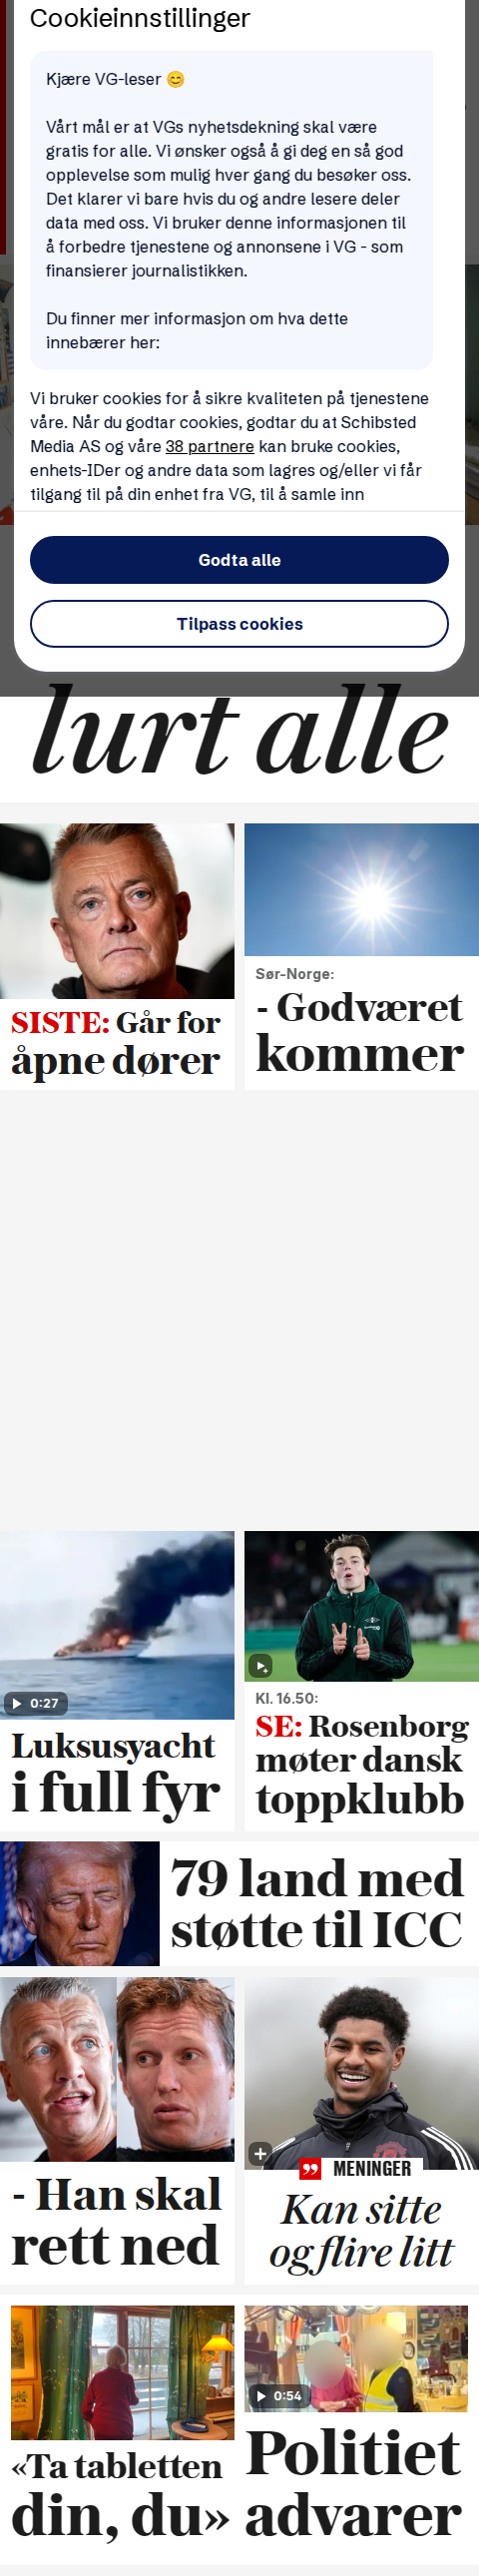 Cookieinnstillinger
Kjære VG-leser 😊
Vårt mål er at VGs nyhetsdekning skal være
gratis for alle. Vi ønsker også å gi deg en så god
opplevelse som mulig hver gang du besøker oss.
Det klarer vi bare hvis du og andre lesere deler
data med oss. Vi bruker denne informasjonen til
å forbedre tjenestene og annonsene i VG - som
finansierer journalistikken.
Du finner mer informasjon om hva dette
innebærer her:
Vi bruker cookies for å sikre kvaliteten på tjenestene
våre. Når du godtar cookies, godtar du at Schibsted
Media AS og våre 38 partnere kan bruke cookies,
enhets-IDer og andre data som lagres og/eller vi får
tilgang til på din enhet fra VG, til å samle inn
Godta alle
Tilpass cookies
lurt alle
SISTE: Går for
åpne dører
Sør-Norge:
- Godværet
kommer
0:27
Luksusyacht
i full fyr
Kl. 16.50:
SE: Rosenborg
møter dansk
toppklubb
79 land med
støtte til ICC
- Han skal
rett ned
MENINGER
Kan sitte
og flire litt
«Ta tabletten
din, du»
0:54
Politiet
advarer